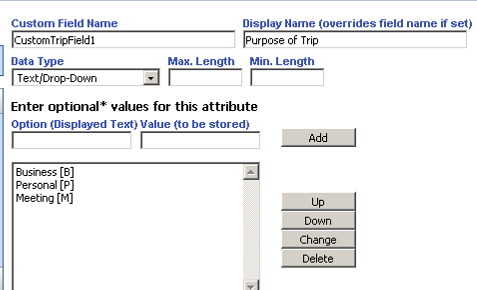 Custom Field Name Display Name (overrides field name if set)
CustomTripField1 Purpose of Trip
Data Type Max. Length Min. Length
Text/Drop-Down
Enter optional* values for this attribute
Option (Displayed Text) Value (to be stored)
Add
Business [B]
Personal [P]
Meeting [M]
Up
Down
Change
Delete